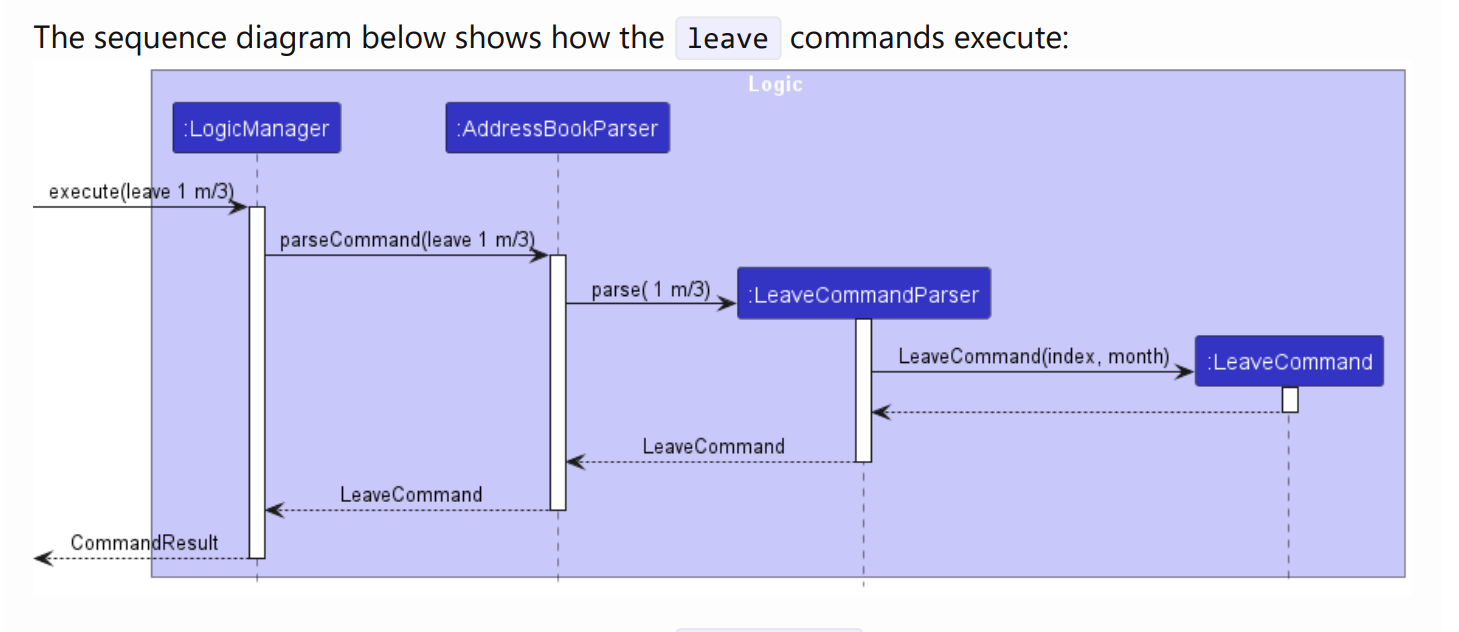 The sequence diagram below shows how the leave commands execute:
Logic
:LogicManager
:AddressBookParser
execute(leave 1 m/3)
parseCommand(leave 1 m/3)
parse( 1 m/3)
:LeaveCommandParser
LeaveCommand(index, month)
:LeaveCommand
LeaveCommand
LeaveCommand
CommandResult